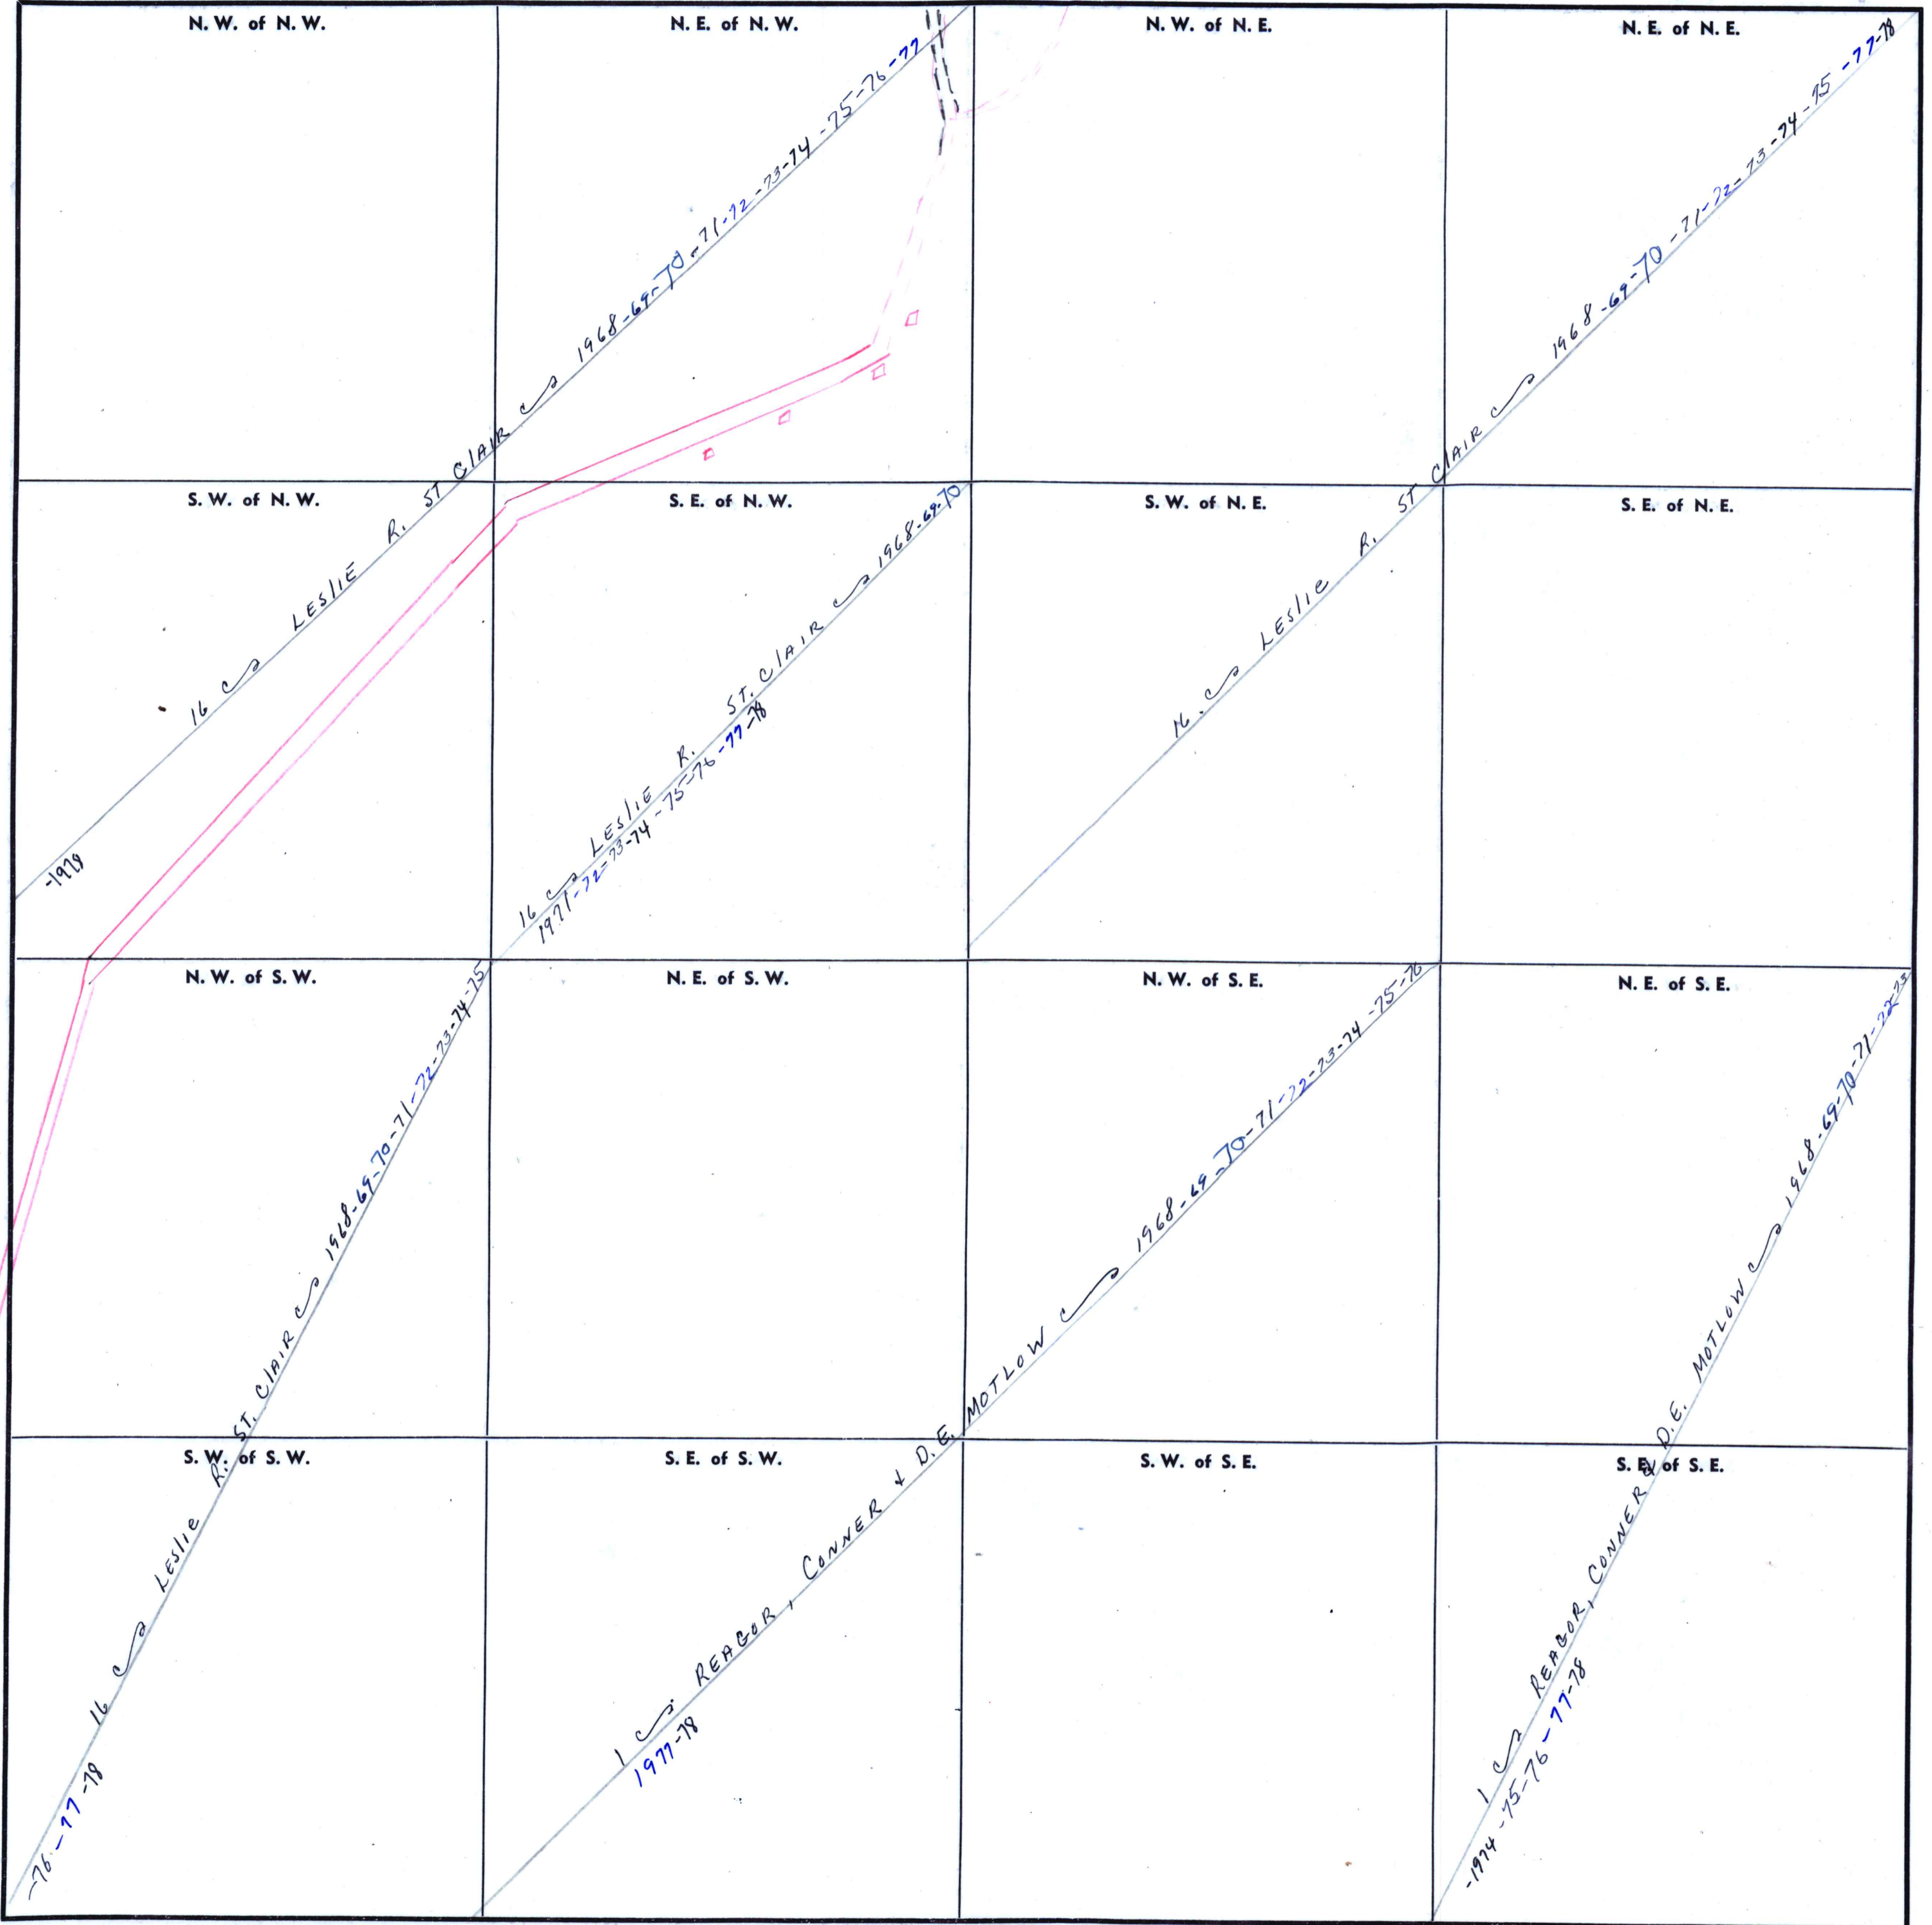 N. W. of N. W.
N. E. of N. W.
N. W. of N. E.
N. E. of N. E.
16 LESLIE R. ST CLAIR 1968-69-70-71-72-73-74-75-76-77
-1978
16 LESLIE R. ST CLAIR 1968-69-70-71-72-73-74-75-77-78
S. W. of N. W.
S. E. of N. W.
S. W. of N. E.
S. E. of N. E.
16 LESLIE R. ST. CLAIR 1968-69-70
1971-72-73-74-75-76-77-78
N. W. of S. W.
N. E. of S. W.
N. W. of S. E.
N. E. of S. E.
16 LESLIE R. ST. CLAIR 1968-69-70-71-72-73-74-75
-76-77-78
1 REAGOR, CONNER & D.E. MOTLOW 1968-69-70-71-72-73-74-75-76
1977-78
1 REAGOR, CONNER & D.E. MOTLOW 1968-69-70-71-72-73
-1974-75-76-77-78
S. W. of S. W.
S. E. of S. W.
S. W. of S. E.
S. E. of S. E.